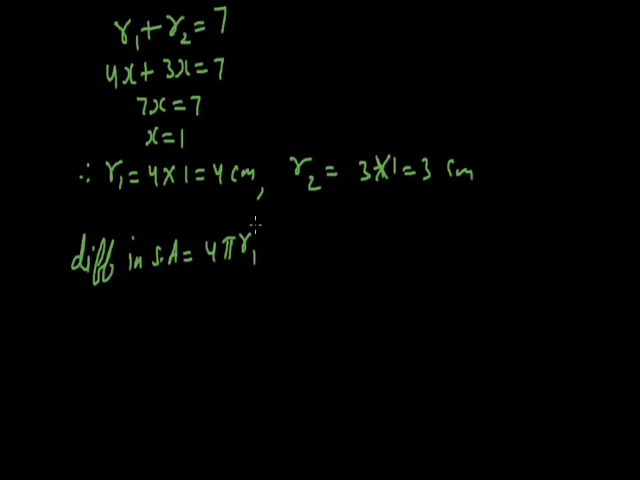 r₁ + r₂ = 7
4x + 3x = 7
7x = 7
x = 1
∴ r₁ = 4 × 1 = 4 cm, r₂ = 3 × 1 = 3 cm
diff in S.A = 4πr₁